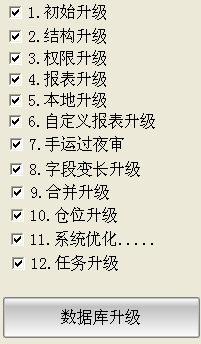 1.初始升级
2.结构升级
3.权限升级
4.报表升级
5.本地升级
6.自定义报表升级
7.手运过夜审
8.字段变长升级
9.合并升级
10.仓位升级
11.系统优化.....
12.任务升级
数据库升级